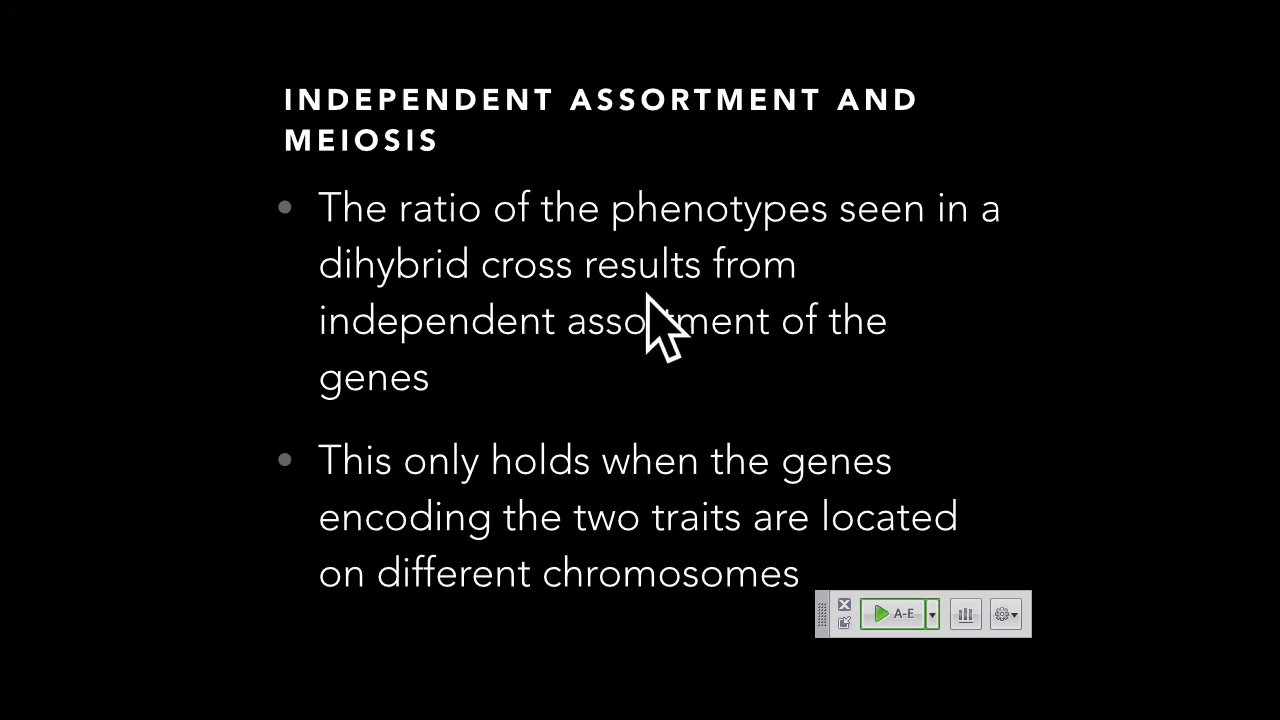 INDEPENDENT ASSORTMENT AND
MEIOSIS
• The ratio of the phenotypes seen in a
dihybrid cross results from
independent assortment of the
genes
• This only holds when the genes
encoding the two traits are located
on different chromosomes
A-E